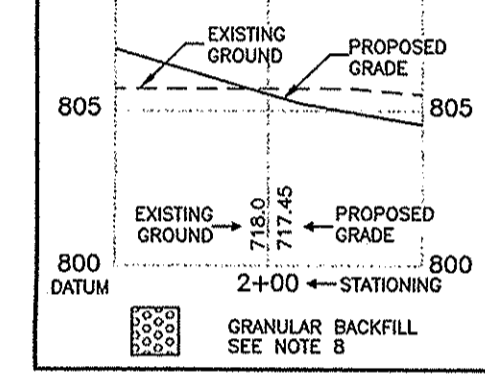 EXISTING
GROUND
PROPOSED
GRADE
805
805
EXISTING
GROUND
718.0
717.45
PROPOSED
GRADE
800
800
DATUM
2+00
STATIONING
GRANULAR BACKFILL
SEE NOTE 8